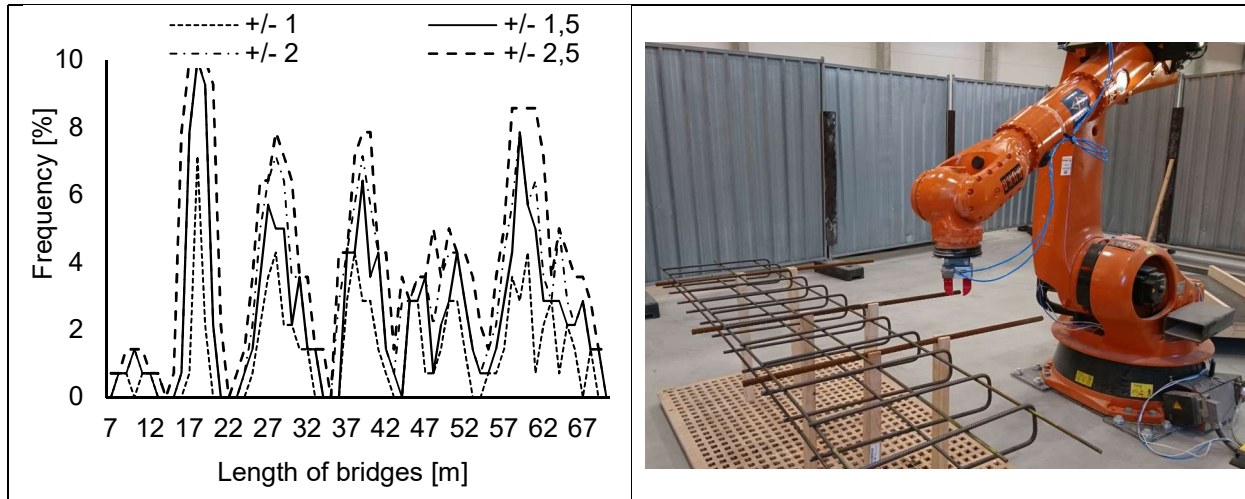 +/- 1 +/- 1,5
+/- 2 +/- 2,5
Frequency [%]
10
8
6
4
2
0
7 12 17 22 27 32 37 42 47 52 57 62 67
Length of bridges [m]